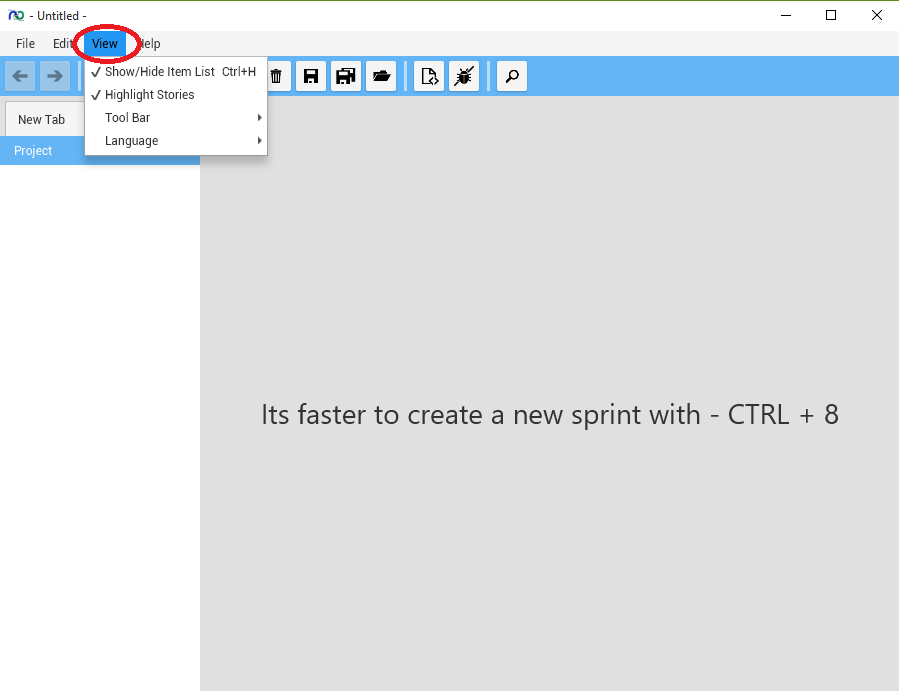 - Untitled -
File Edit View elp
✓ Show/Hide Item List Ctrl+H
✓ Highlight Stories
Tool Bar
Language
New Tab
Project
Its faster to create a new sprint with - CTRL + 8